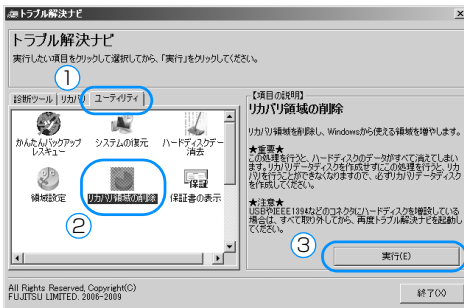 トラブル解決ナビ
トラブル解決ナビ
実行したい項目をクリックして選択してから、「実行」をクリックしてください。
①
診断ツール リカバリ ユーティリティ
かんたんバックアップ
レスキュー
システムの復元
ハードディスクデータ
消去
領域設定
リカバリ領域の削除
保証
保証書の表示
②
【項目の説明】
リカバリ領域の削除
リカバリ領域を削除し、Windowsから使える領域を増やします。
★重要★
この処理を行うと、ハードディスクのデータがすべて消えてしまい
ます。リカバリデータディスクを作成せずにこの処理を行うと、リカ
バリを行うことができなくなりますので、必ずリカバリデータディスク
を作成してください。
★注意★
USBやIEEE1394などのコネクタにハードディスクを増設している
場合は、すべて取り外してから、再度トラブル解決ナビを起動し
てください。
③
実行(E)
All Rights Reserved, Copyright(C)
FUJITSU LIMITED. 2006-2009
終了(X)